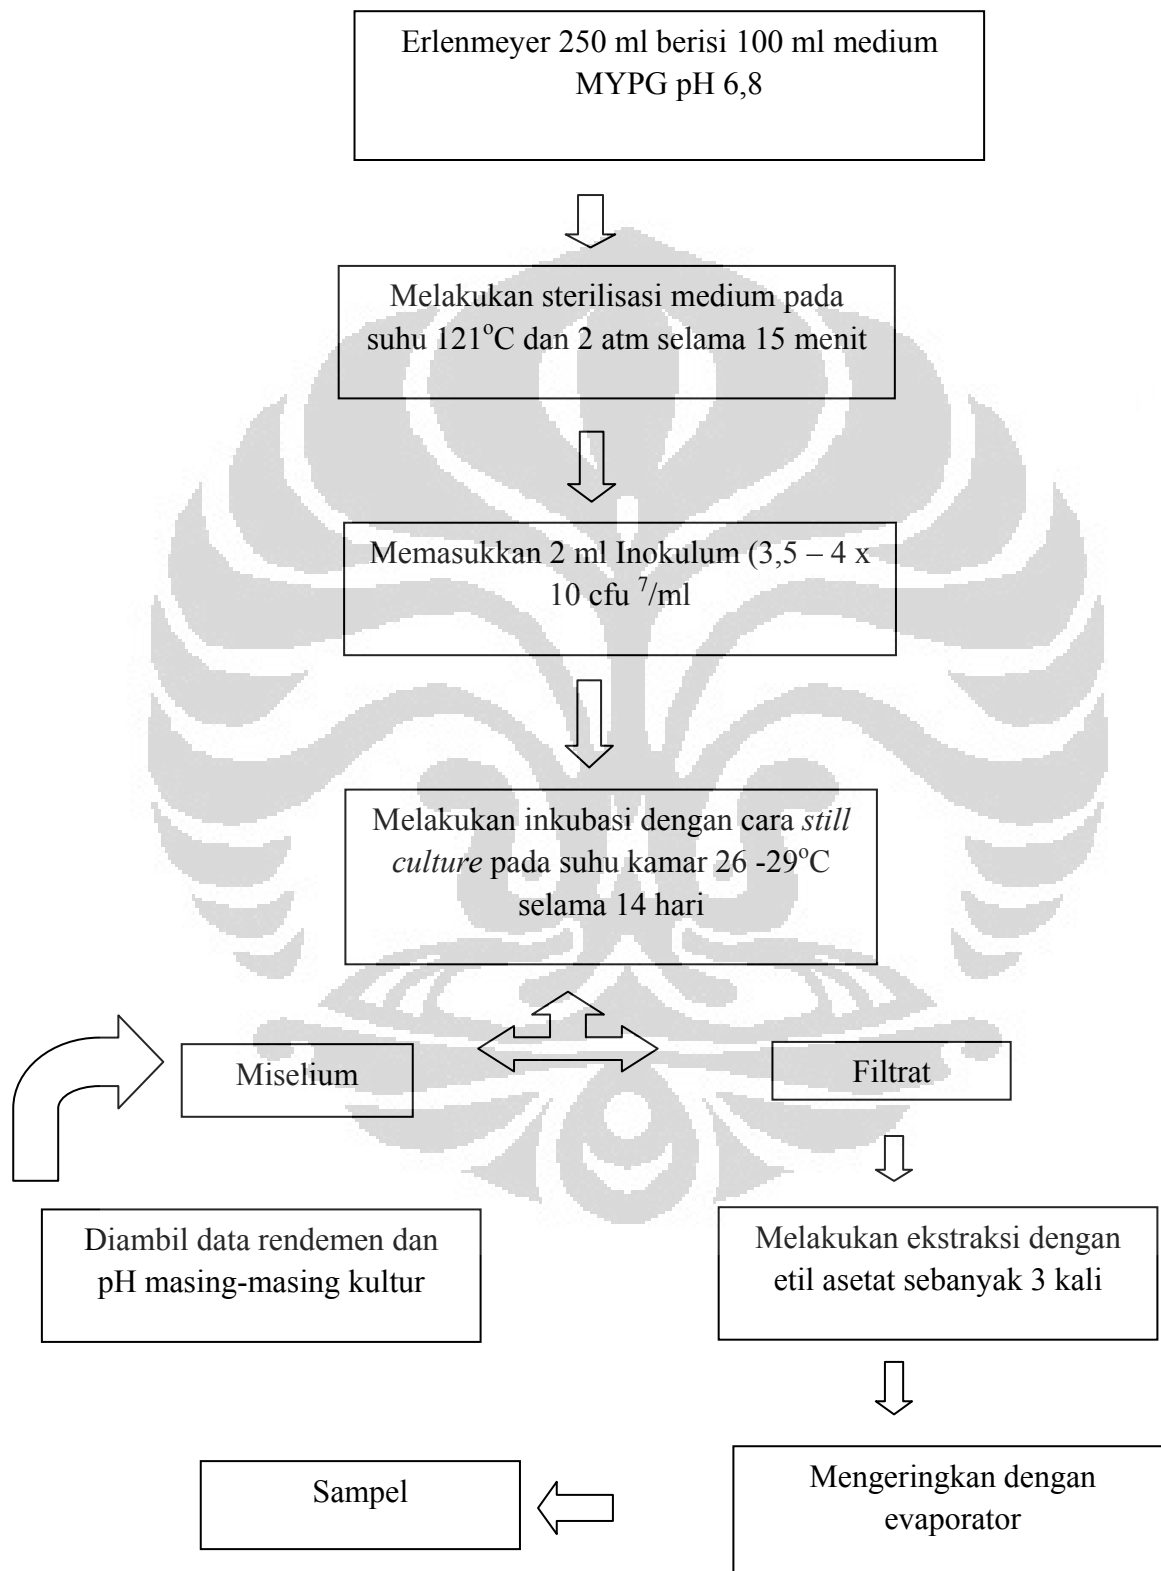 Erlenmeyer 250 ml berisi 100 ml medium
MYPG pH 6,8
Melakukan sterilisasi medium pada
suhu 121°C dan 2 atm selama 15 menit
Memasukkan 2 ml Inokulum (3,5 – 4 x
10 cfu ⁷/ml
Melakukan inkubasi dengan cara still
culture pada suhu kamar 26 -29°C
selama 14 hari
Miselium
Filtrat
Diambil data rendemen dan
pH masing-masing kultur
Melakukan ekstraksi dengan
etil asetat sebanyak 3 kali
Sampel
Mengeringkan dengan
evaporator